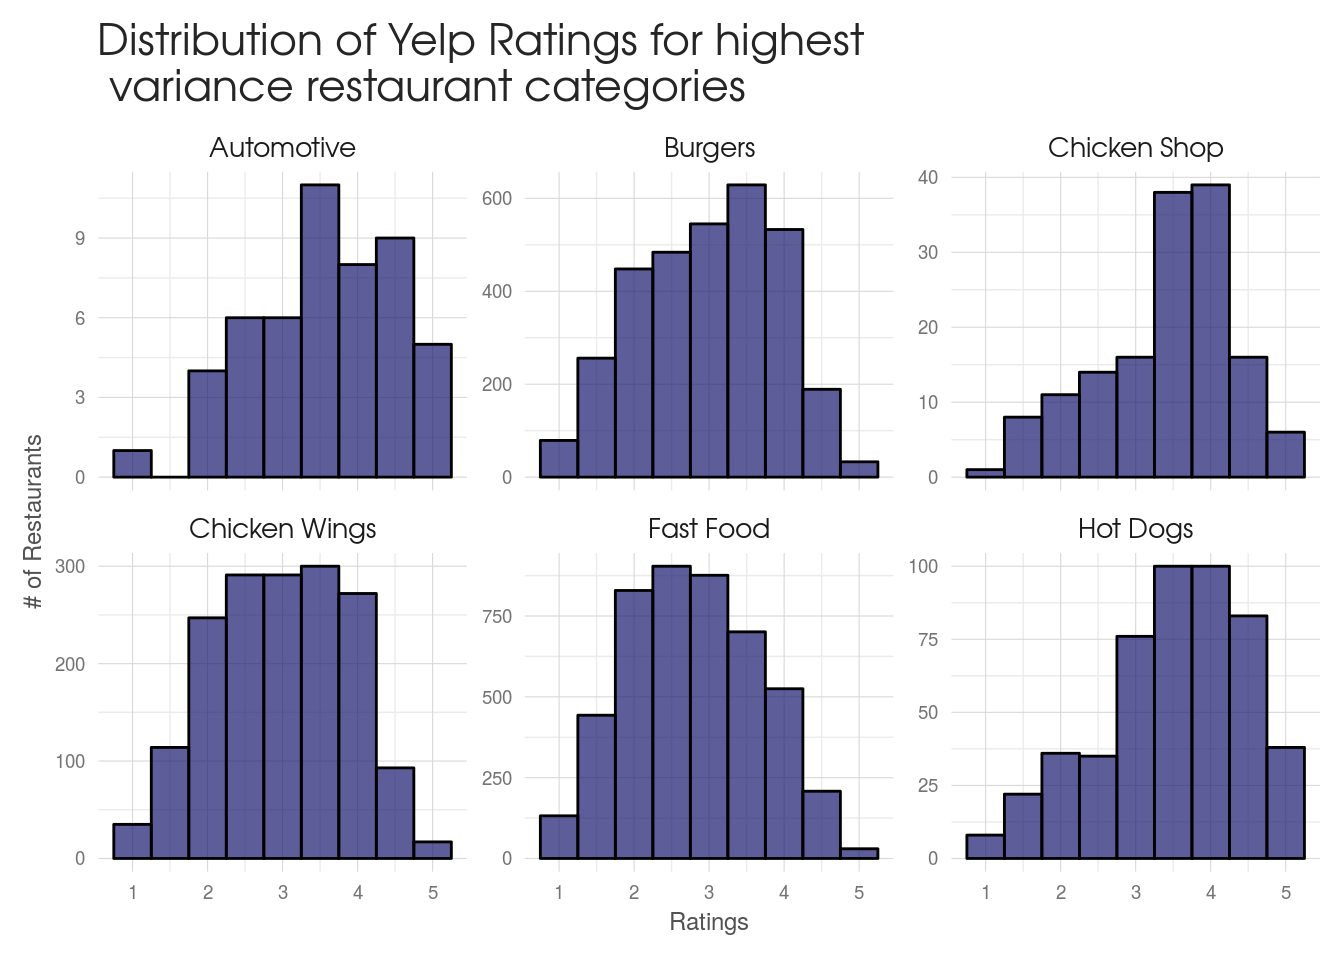 Distribution of Yelp Ratings for highest
variance restaurant categories
Automotive
Burgers
Chicken Shop
9
6
3
0
600
400
200
0
40
30
20
10
0
# of Restaurants
Chicken Wings
Fast Food
Hot Dogs
300
200
100
0
750
500
250
0
100
75
50
25
0
1 2 3 4 5
1 2 3 4 5
1 2 3 4 5
Ratings